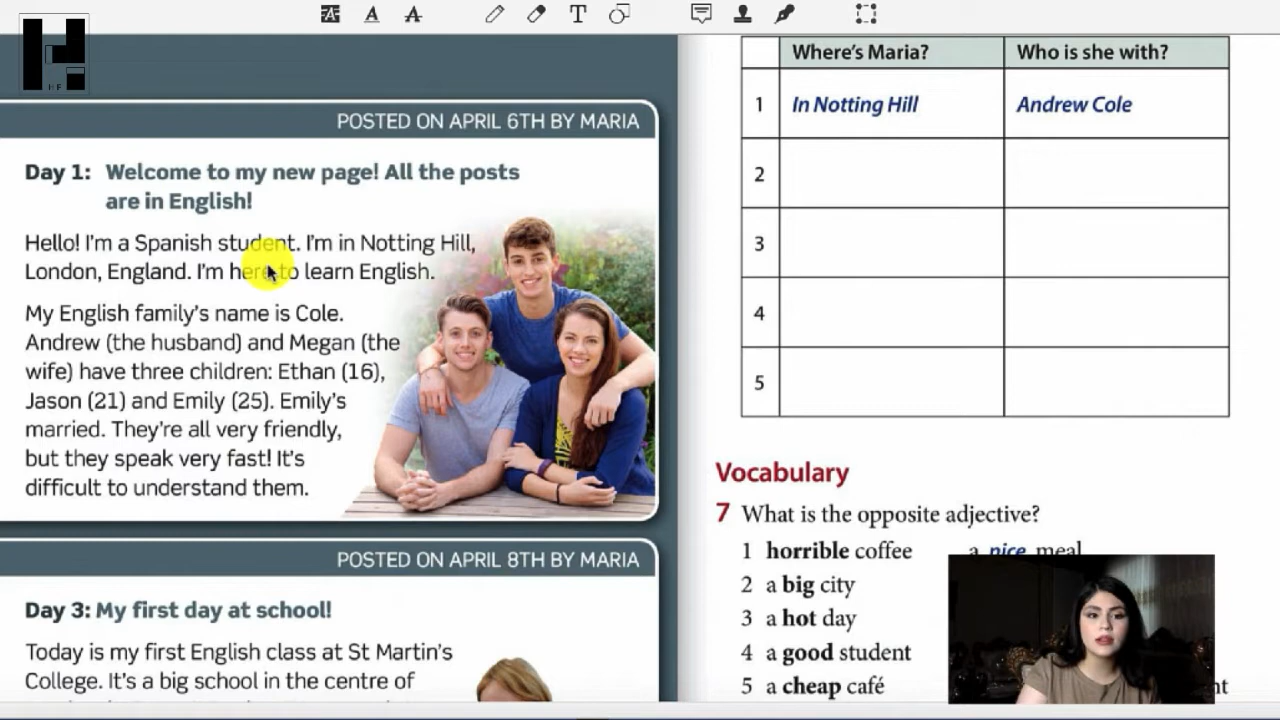 H
HF
POSTED ON APRIL 6TH BY MARIA
Day 1: Welcome to my new page! All the posts
are in English!
Hello! I'm a Spanish student. I'm in Notting Hill,
London, England. I'm here to learn English.
My English family's name is Cole.
Andrew (the husband) and Megan (the
wife) have three children: Ethan (16),
Jason (21) and Emily (25). Emily's
married. They're all very friendly,
but they speak very fast! It's
difficult to understand them.
POSTED ON APRIL 8TH BY MARIA
Day 3: My first day at school!
Today is my first English class at St Martin's
College. It's a big school in the centre of
Where's Maria? Who is she with?
1 In Notting Hill Andrew Cole
2
3
4
5
Vocabulary
7 What is the opposite adjective?
1 horrible coffee a nice meal
2 a big city
3 a hot day
4 a good student
5 a cheap café nt